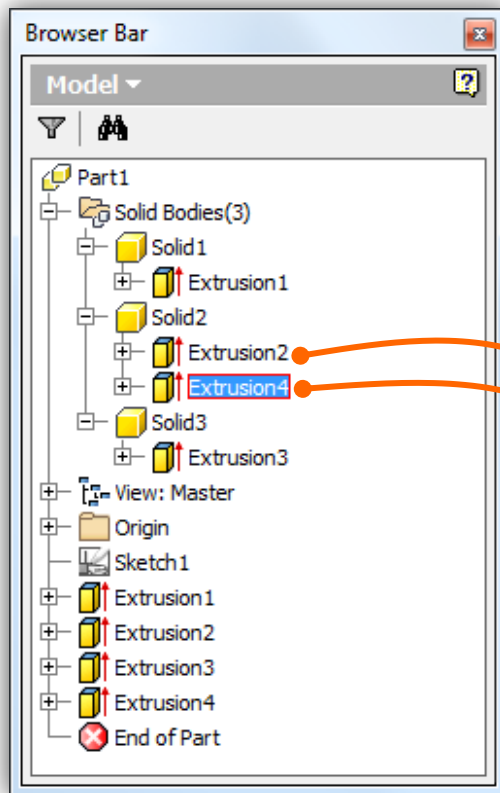 Browser Bar
Model
Part1
Solid Bodies(3)
Solid1
Extrusion1
Solid2
Extrusion2
Extrusion4
Solid3
Extrusion3
View: Master
Origin
Sketch1
Extrusion1
Extrusion2
Extrusion3
Extrusion4
End of Part